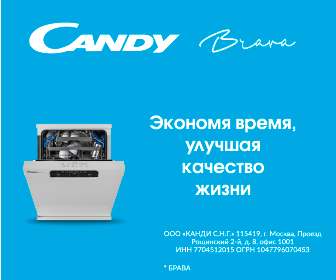 CANDY Brava
Экономя время,
улучшая
качество
жизни
ООО «КАНДИ С.Н.Г.» 115419, г. Москва, Проезд
Рощинский 2-й, д. 8, офис 1001
ИНН 7704512015 ОГРН 1047796070453
* БРАВА